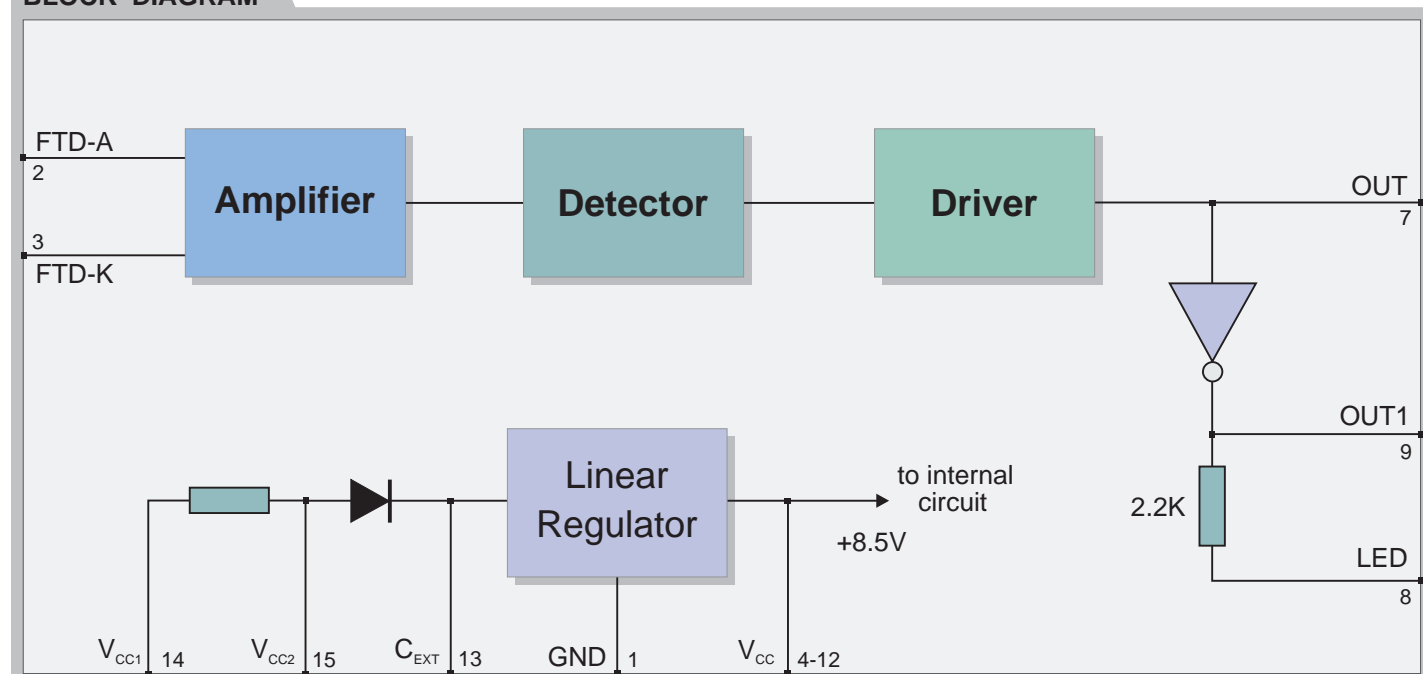 BLOCK DIAGRAM
FTD-A
2
3
FTD-K
Amplifier
Detector
Driver
OUT
7
OUT1
9
2.2K
LED
8
Linear
Regulator
to internal
circuit
+8.5V
VCC1 14
VCC2 15
CEXT 13
GND 1
VCC 4-12